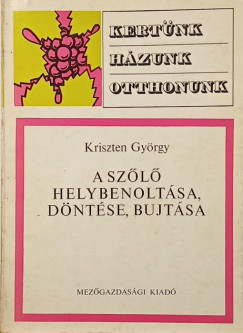 KERTÜNK
HÁZUNK
OTTHONUNK
Kriszten György
A SZŐLŐ
HELYBENOLTÁSA,
DÖNTÉSE, BUJTÁSA
MEZŐGAZDASÁGI KIADÓ